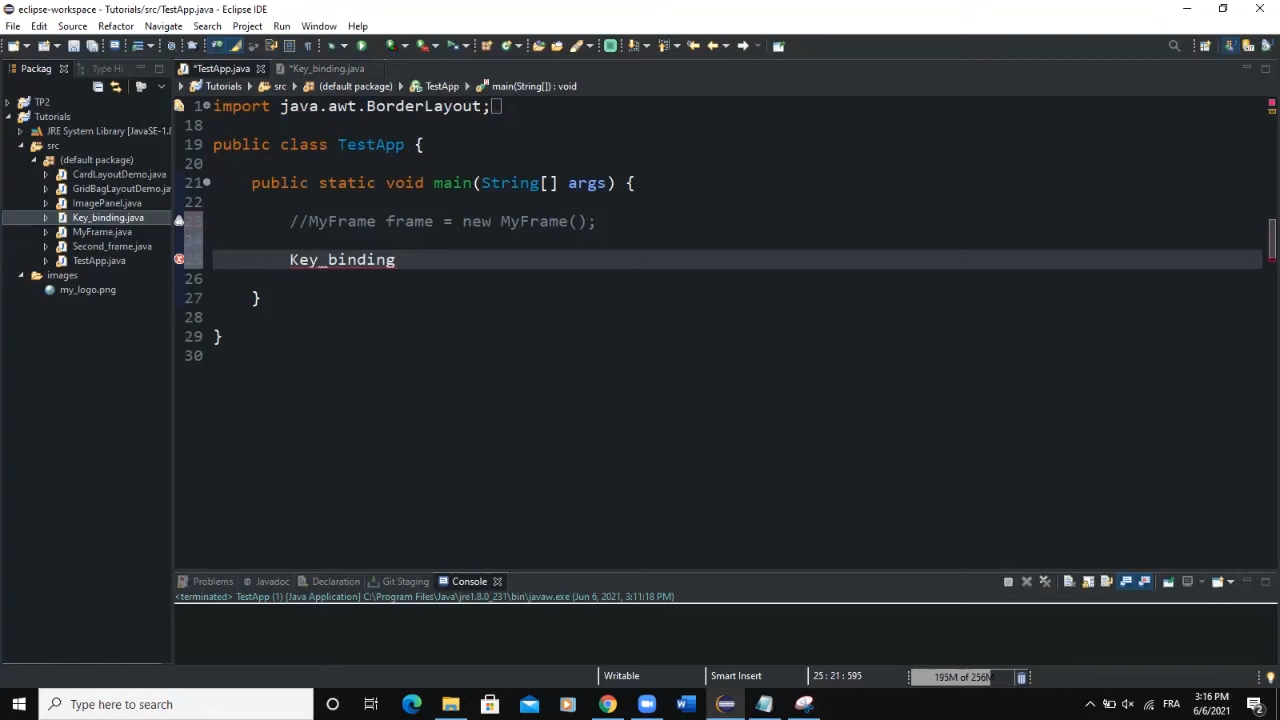 eclipse-workspace - Tutorials/src/TestApp.java - Eclipse IDE
File Edit Source Refactor Navigate Search Project Run Window Help
Packag Type Hi
*TestApp.java *Key_binding.java
Tutorials src (default package) TestApp main(String[]) : void
TP2
Tutorials
JRE System Library [JavaSE-1.
src
(default package)
CardLayoutDemo.java
GridBagLayoutDemo.ja
ImagePanel.java
Key_binding.java
MyFrame.java
Second_frame.java
TestApp.java
images
my_logo.png
1 import java.awt.BorderLayout;
18
19 public class TestApp {
20
21 public static void main(String[] args) {
22
23 //MyFrame frame = new MyFrame();
24
25 Key_binding
26
27 }
28
29 }
30
Problems Javadoc Declaration Git Staging Console
<terminated> TestApp (1) [Java Application] C:\Program Files\Java\jre1.8.0_231\bin\javaw.exe (Jun 6, 2021, 3:11:18 PM)
Writable Smart Insert 25 : 21 : 595 195M of 256M
Type here to search
FRA
3:16 PM
6/6/2021
2